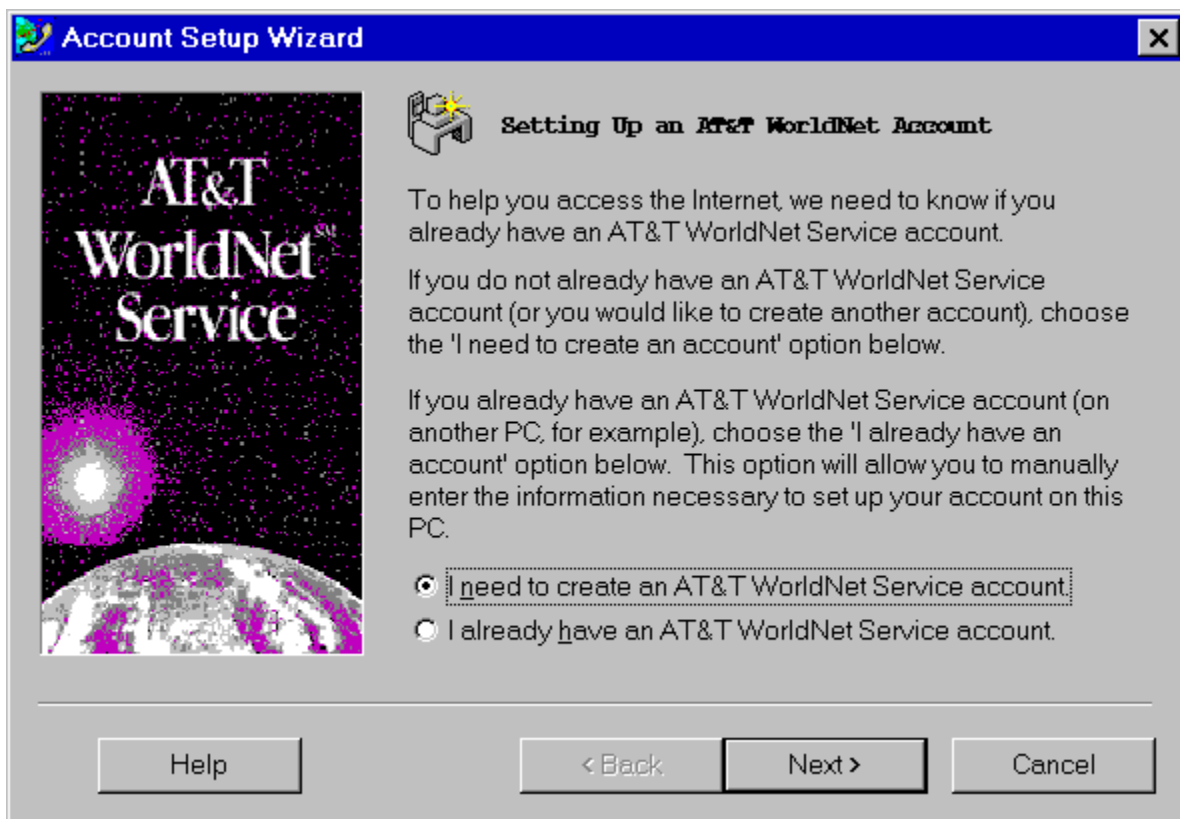 Account Setup Wizard
AT&T
WorldNet℠
Service
Setting Up an AT&T WorldNet Account
To help you access the Internet, we need to know if you
already have an AT&T WorldNet Service account.
If you do not already have an AT&T WorldNet Service
account (or you would like to create another account), choose
the 'I need to create an account' option below.
If you already have an AT&T WorldNet Service account (on
another PC, for example), choose the 'I already have an
account' option below.  This option will allow you to manually
enter the information necessary to set up your account on this
PC.
I need to create an AT&T WorldNet Service account.
I already have an AT&T WorldNet Service account.
Help
< Back
Next >
Cancel